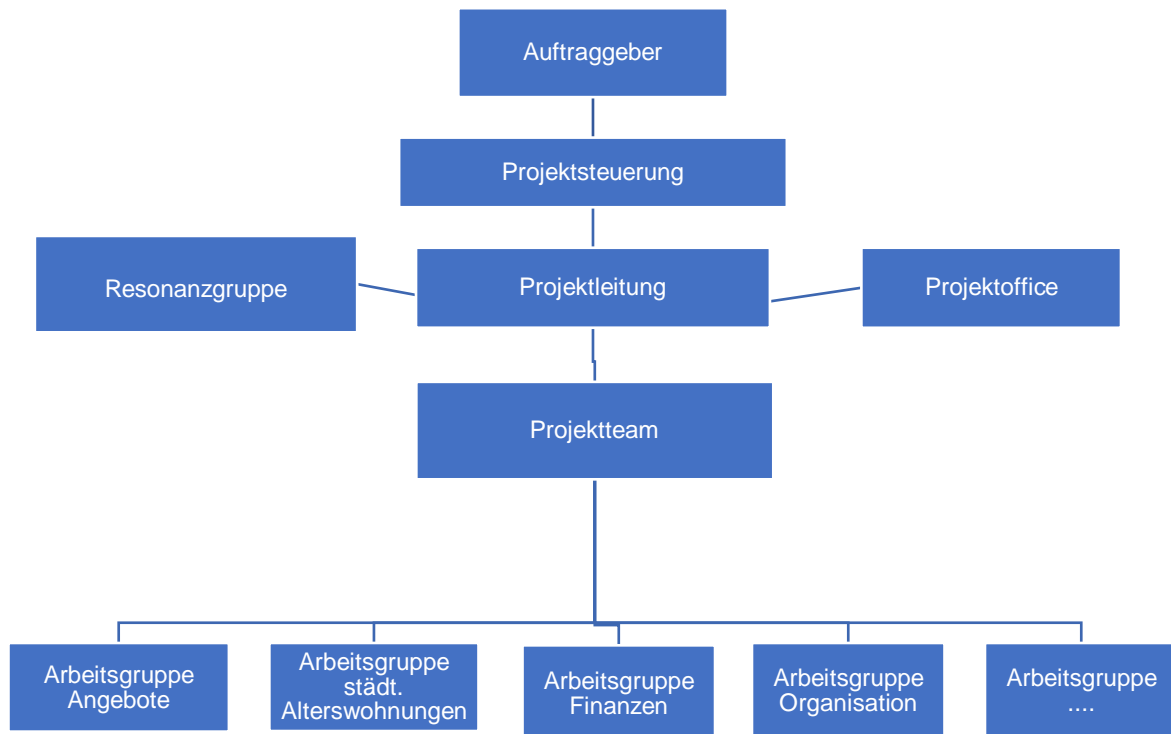 Auftraggeber
Projektsteuerung
Resonanzgruppe
Projektleitung
Projektoffice
Projektteam
Arbeitsgruppe
Angebote
Arbeitsgruppe
städt.
Alterswohnungen
Arbeitsgruppe
Finanzen
Arbeitsgruppe
Organisation
Arbeitsgruppe
....